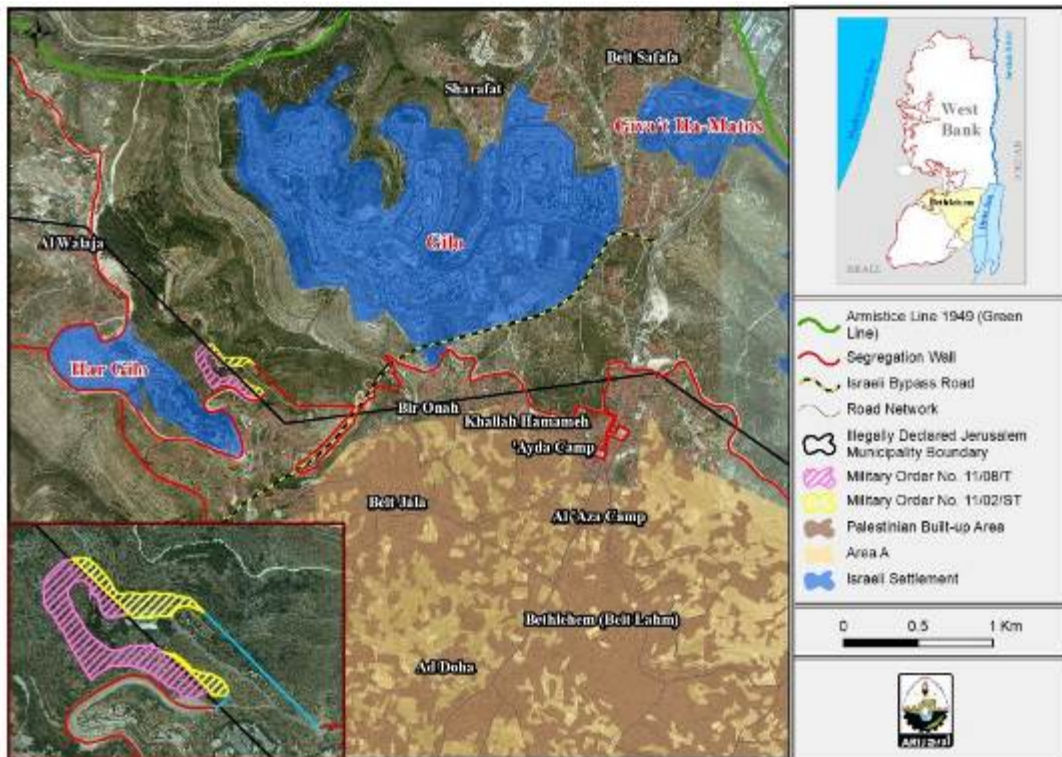 Beit Safafa
Sharafat
Giva't Ha-Matos
Gilo
Al Walaja
Har Gilo
Bir Onah
Khallah Hamameh
'Ayda Camp
Beit Jala
Al 'Aza Camp
Bethlehem (Beit Lahm)
Ad Doha
West
Bank
Bethlehem
ISRAEL
Armistice Line 1949 (Green
Line)
Segregation Wall
Israeli Bypass Road
Road Network
Illegally Declared Jerusalem
Municipality Boundary
Military Order No. 11/08/T
Military Order No. 11/02/ST
Palestinian Built-up Area
Area A
Israeli Settlement
0 0.5 1 Km